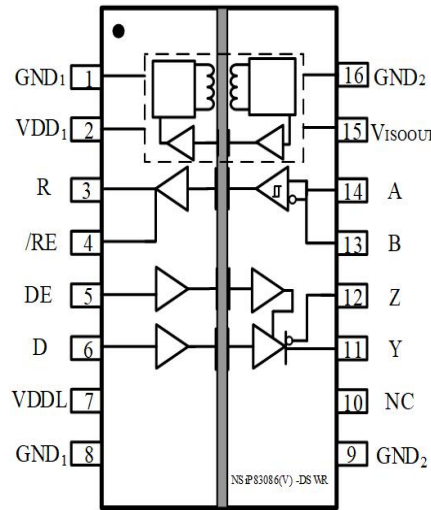 GND1 1 16 GND2
VDD1 2 15 VISOOUT
R 3 14 A
/RE 4 13 B
DE 5 12 Z
D 6 11 Y
VDDL 7 10 NC
GND1 8 9 GND2
NSiP83086(V) -DSWR